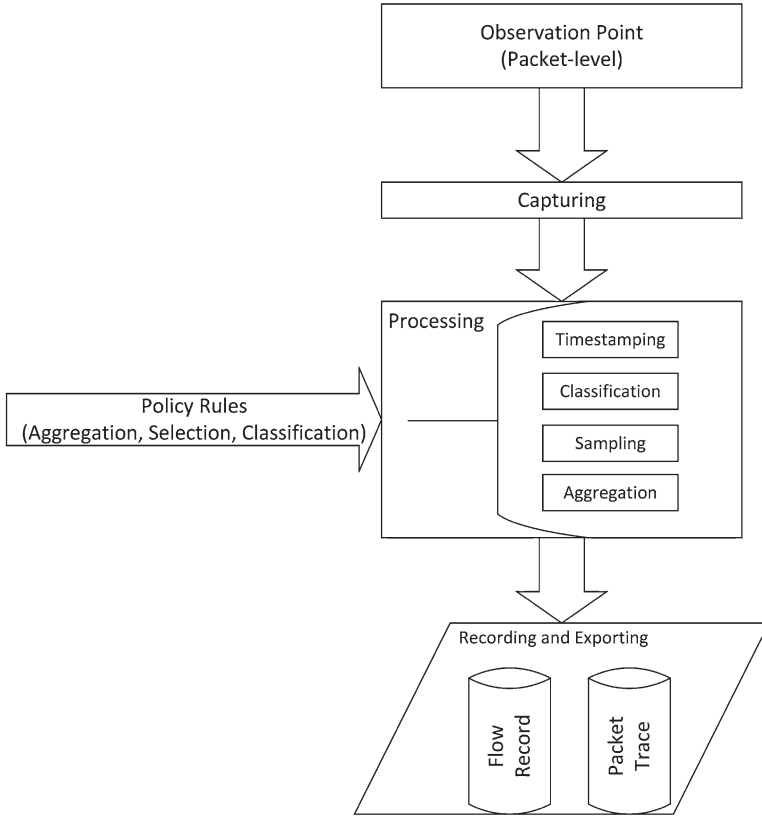 Observation Point
(Packet-level)
Capturing
Processing
Timestamping
Classification
Sampling
Aggregation
Policy Rules
(Aggregation, Selection, Classification)
Recording and Exporting
Flow
Record
Packet
Trace